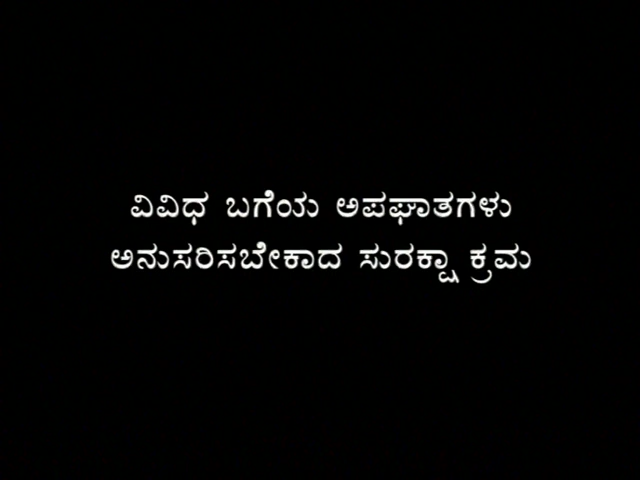 ವಿವಿಧ ಬಗೆಯ ಅಪಘಾತಗಳು
ಅನುಸರಿಸಬೇಕಾದ ಸುರಕ್ಷಾ ಕ್ರಮ